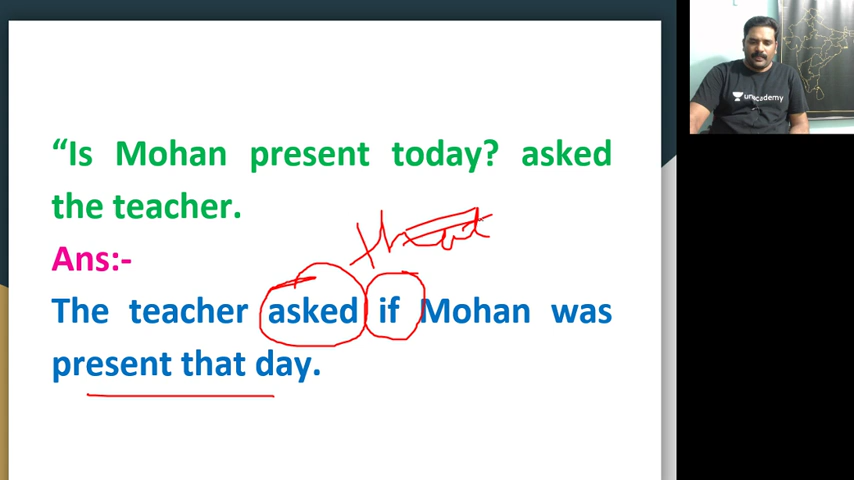 “Is Mohan present today? asked
the teacher.
Ans:-
The teacher asked if Mohan was
present that day.
unacademy